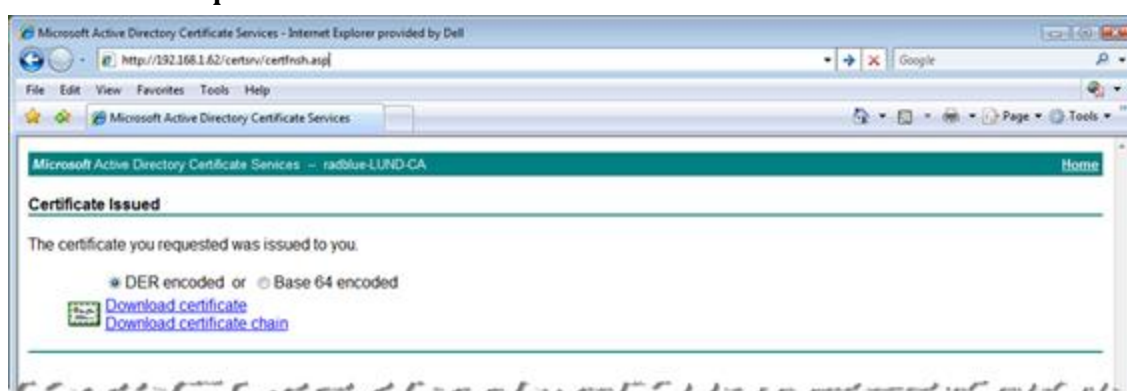 Microsoft Active Directory Certificate Services - Internet Explorer provided by Dell
http://192.168.1.62/certsrv/certfnsh.asp
Google
File Edit View Favorites Tools Help
Microsoft Active Directory Certificate Services
Page Tools
Microsoft Active Directory Certificate Services -- radblue-LUND-CA Home
Certificate Issued
The certificate you requested was issued to you.
DER encoded or Base 64 encoded
Download certificate
Download certificate chain